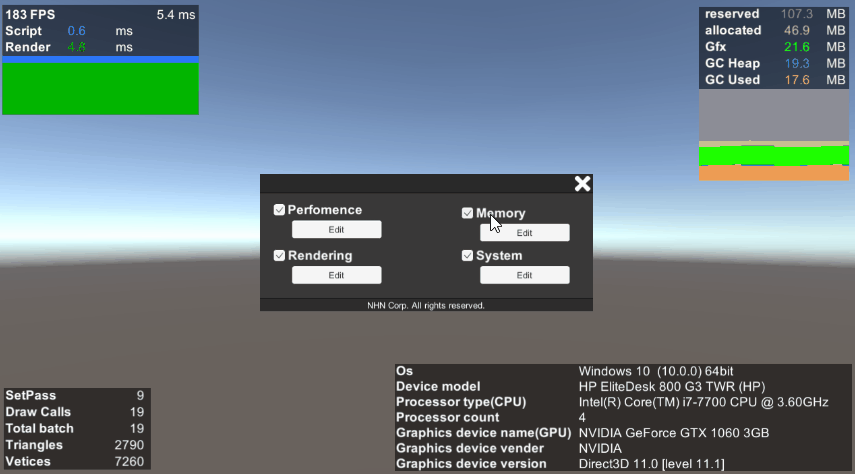 183 FPS 5.4 ms
Script 0.6 ms
Render 4.8 ms
reserved 107.3 MB
allocated 46.9 MB
Gfx 21.6 MB
GC Heap 19.3 MB
GC Used 17.6 MB
Perfomence
Edit
Memory
Edit
Rendering
Edit
System
Edit
NHN Corp. All rights reserved.
SetPass 9
Draw Calls 19
Total batch 19
Triangles 2790
Vetices 7260
Os Windows 10 (10.0.0) 64bit
Device model HP EliteDesk 800 G3 TWR (HP)
Processor type(CPU) Intel(R) Core(TM) i7-7700 CPU @ 3.60GHz
Processor count 4
Graphics device name(GPU) NVIDIA GeForce GTX 1060 3GB
Graphics device vender NVIDIA
Graphics device version Direct3D 11.0 [level 11.1]